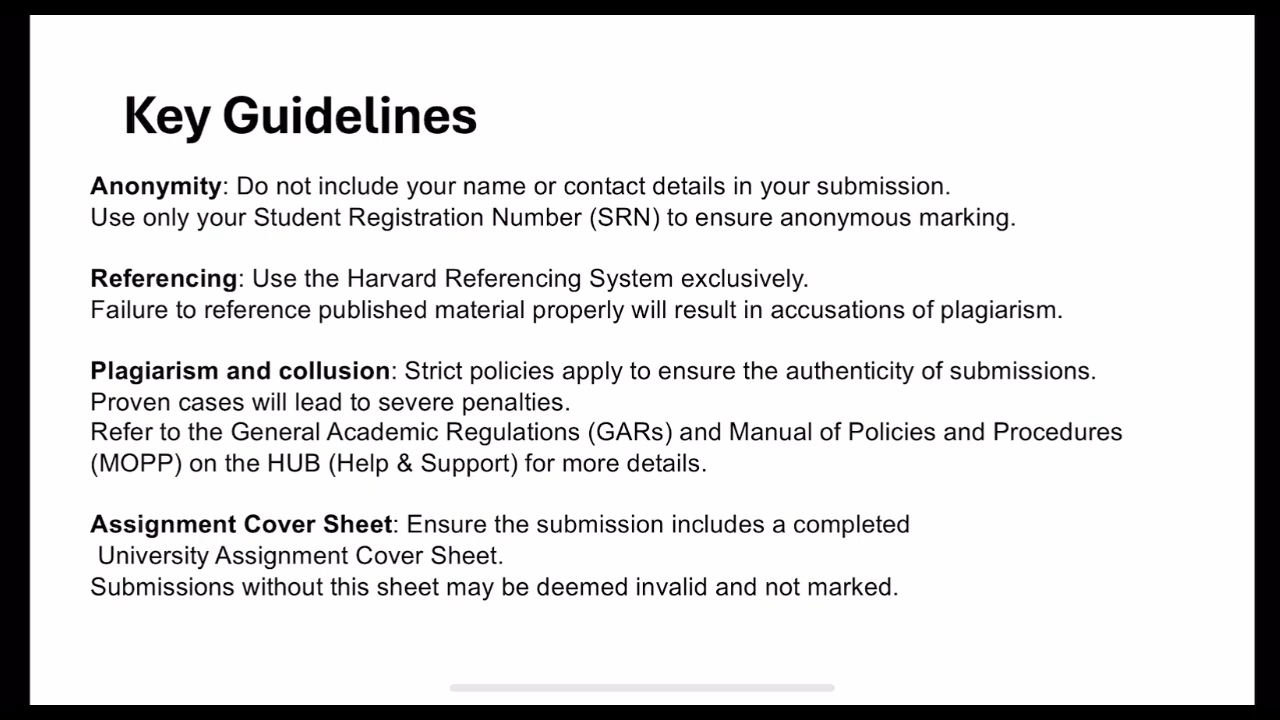 Key Guidelines
Anonymity: Do not include your name or contact details in your submission.
Use only your Student Registration Number (SRN) to ensure anonymous marking.
Referencing: Use the Harvard Referencing System exclusively.
Failure to reference published material properly will result in accusations of plagiarism.
Plagiarism and collusion: Strict policies apply to ensure the authenticity of submissions.
Proven cases will lead to severe penalties.
Refer to the General Academic Regulations (GARs) and Manual of Policies and Procedures
(MOPP) on the HUB (Help & Support) for more details.
Assignment Cover Sheet: Ensure the submission includes a completed
University Assignment Cover Sheet.
Submissions without this sheet may be deemed invalid and not marked.